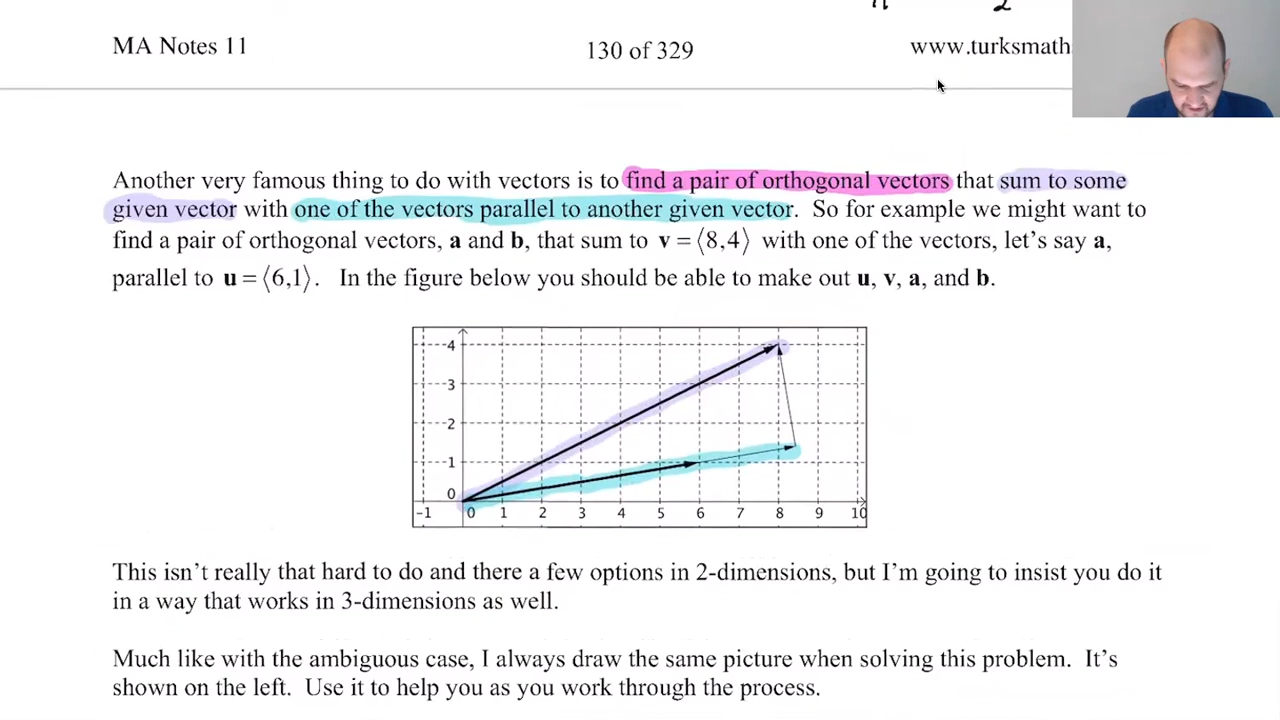 MA Notes 11
130 of 329
www.turksmath
Another very famous thing to do with vectors is to find a pair of orthogonal vectors that sum to some
given vector with one of the vectors parallel to another given vector. So for example we might want to
find a pair of orthogonal vectors, a and b, that sum to v = ⟨8,4⟩ with one of the vectors, let's say a,
parallel to u = ⟨6,1⟩. In the figure below you should be able to make out u, v, a, and b.
4
3
2
1
0
-1 0 1 2 3 4 5 6 7 8 9 10
This isn't really that hard to do and there a few options in 2-dimensions, but I'm going to insist you do it
in a way that works in 3-dimensions as well.
Much like with the ambiguous case, I always draw the same picture when solving this problem. It's
shown on the left. Use it to help you as you work through the process.